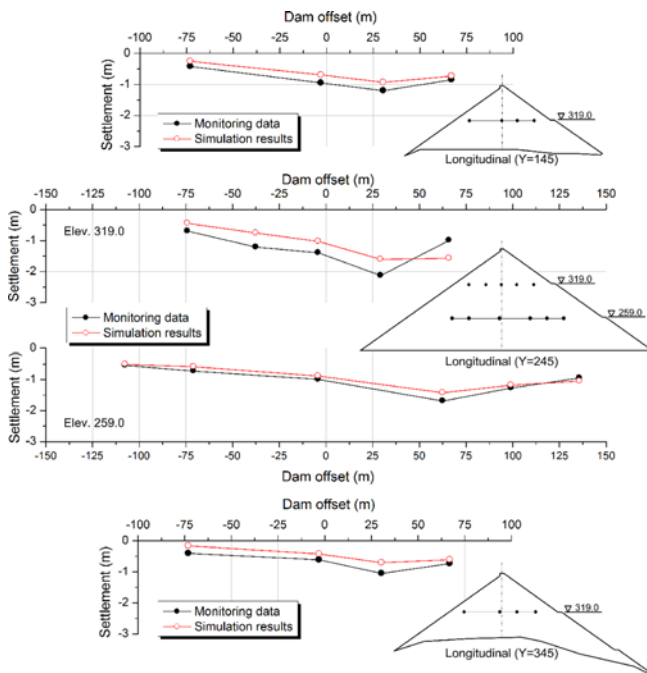 Dam offset (m)
-100 -75 -50 -25 0 25 50 75 100
0
-1
-2
-3
Settlement (m)
Monitoring data
Simulation results
319.0
Longitudinal (Y=145)
Dam offset (m)
-150 -125 -100 -75 -50 -25 0 25 50 75 100 125 150
0
-1
-2
-3
Settlement (m)
Elev. 319.0
319.0
259.0
Monitoring data
Simulation results
Longitudinal (Y=245)
0
-1
-2
-3
Settlement (m)
Elev. 259.0
-150 -125 -100 -75 -50 -25 0 25 50 75 100 125 150
Dam offset (m)
Dam offset (m)
-100 -75 -50 -25 0 25 50 75 100
0
-1
-2
-3
Settlement (m)
Monitoring data
Simulation results
319.0
Longitudinal (Y=345)